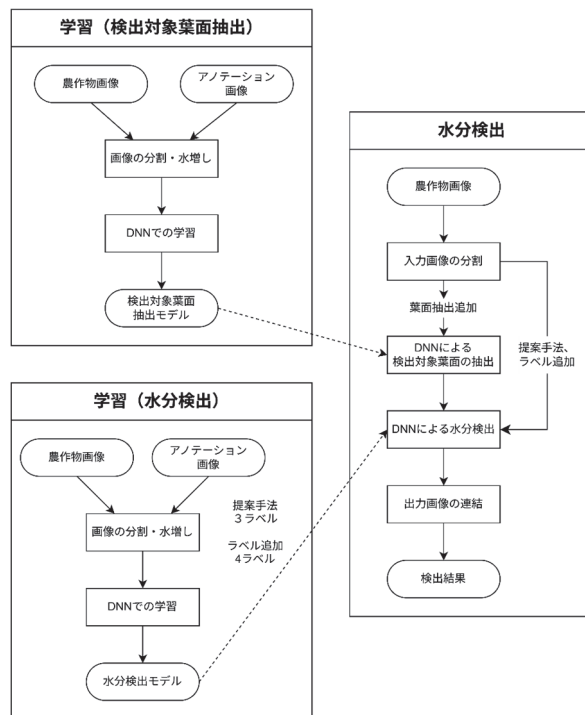 学習（検出対象葉面抽出）
農作物画像
アノテーション
画像
画像の分割・水増し
DNNでの学習
検出対象葉面
抽出モデル
学習（水分検出）
農作物画像
アノテーション
画像
画像の分割・水増し
提案手法
３ラベル
ラベル追加
4ラベル
DNNでの学習
水分検出モデル
水分検出
農作物画像
入力画像の分割
葉面抽出追加
DNNによる
検出対象葉面の抽出
提案手法、
ラベル追加
DNNによる水分検出
出力画像の連結
検出結果